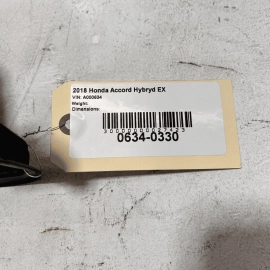 2018 Honda Accord Hybryd EX
VIN: A000634
Weight:
Dimensions:
0634-0330